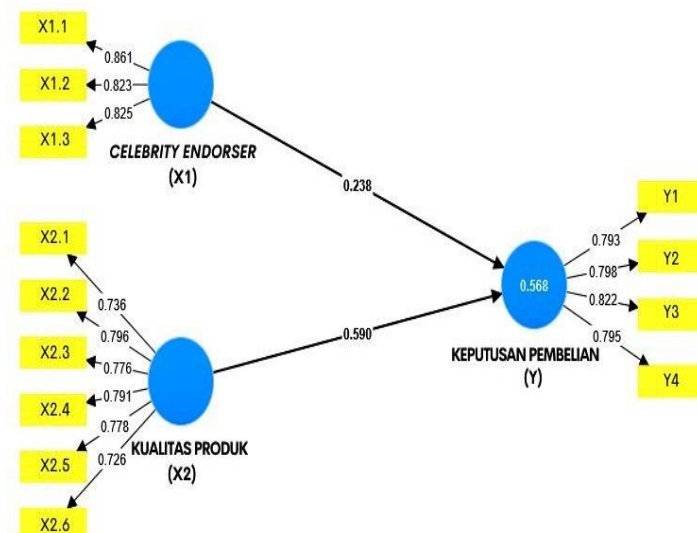 X1.1
0.861
X1.2
0.823
X1.3
0.825
CELEBRITY ENDORSER
(X1)
0.238
X2.1
0.736
X2.2
0.796
X2.3
0.776
X2.4
0.791
X2.5
0.778
X2.6
0.726
KUALITAS PRODUK
(X2)
0.590
0.568
KEPUTUSAN PEMBELIAN
(Y)
Y1
0.793
Y2
0.798
Y3
0.822
Y4
0.795